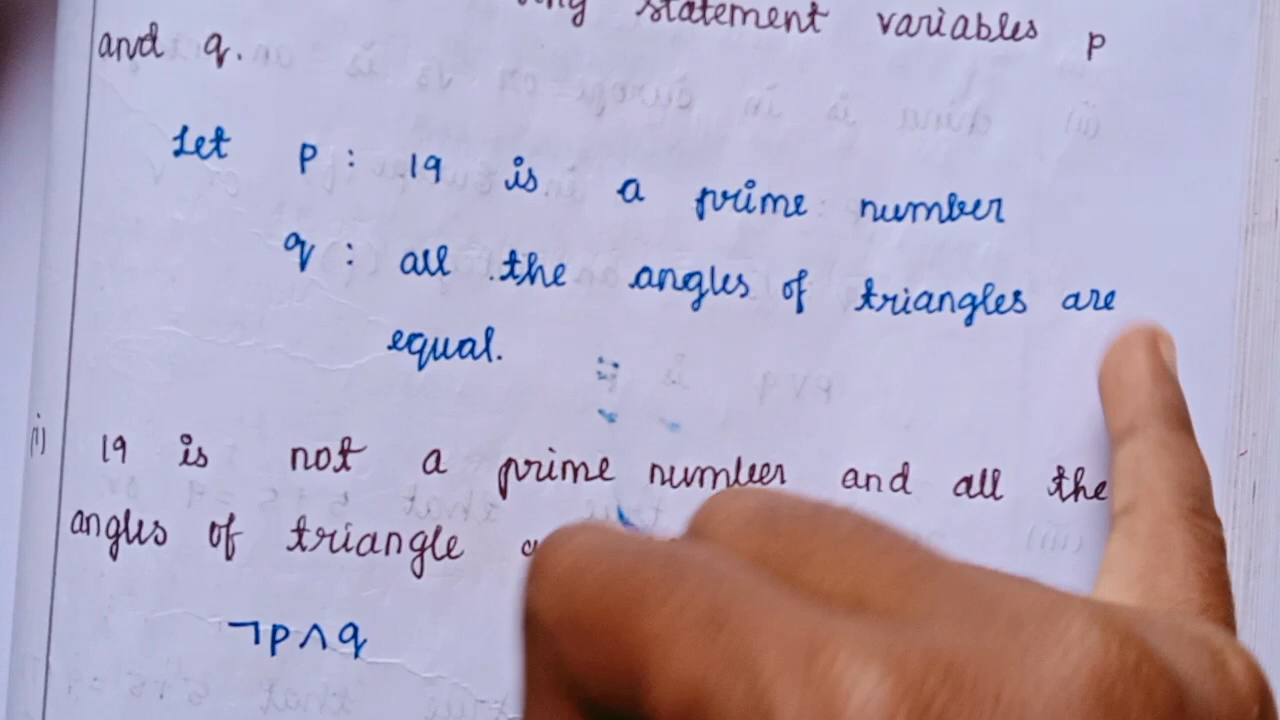 statement variables p
and q.
Let p : 19 is a prime number
q : all the angles of triangles are
equal.
(i) 19 is not a prime number and all the
angles of triangle
¬p∧q